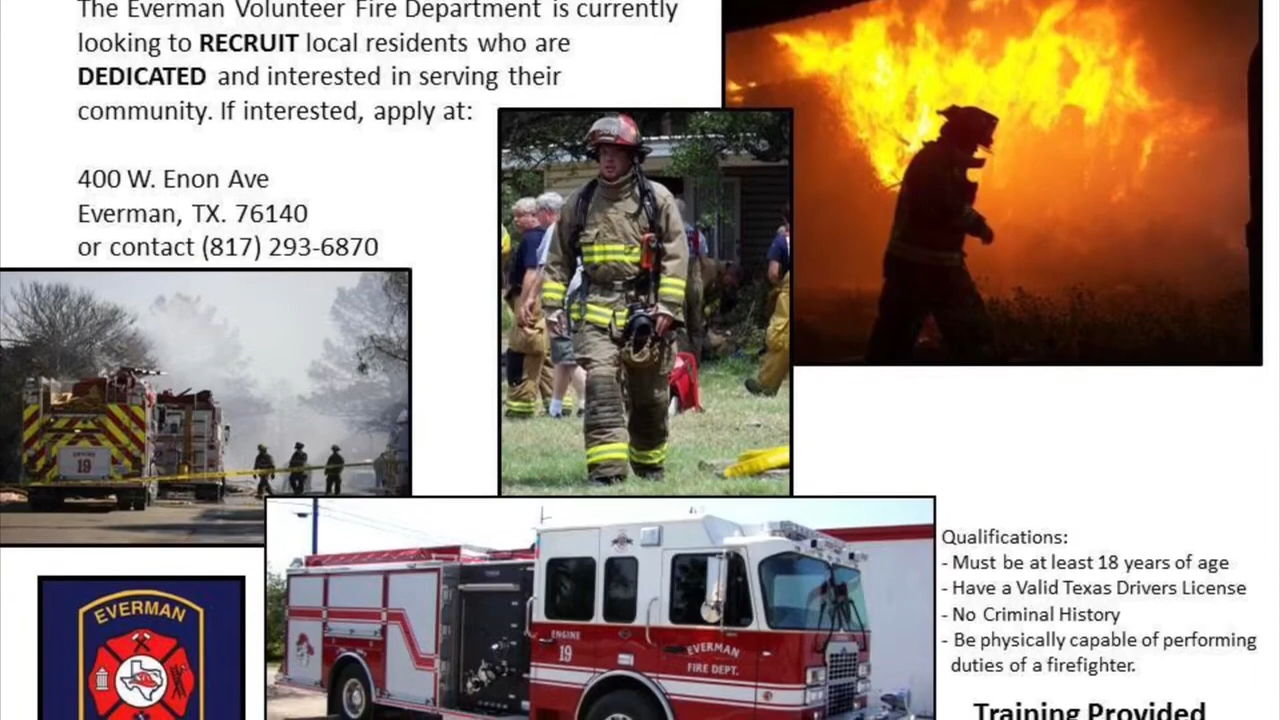 The Everman Volunteer Fire Department is currently
looking to RECRUIT local residents who are
DEDICATED and interested in serving their
community. If interested, apply at:
400 W. Enon Ave
Everman, TX. 76140
or contact (817) 293-6870
ENGINE
19
EVERMAN
ENGINE
19
EVERMAN
FIRE DEPT.
Qualifications:
- Must be at least 18 years of age
- Have a Valid Texas Drivers License
- No Criminal History
- Be physically capable of performing
duties of a firefighter.
Training Provided